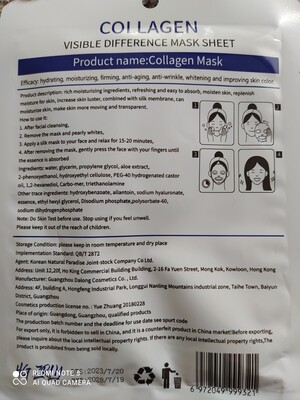 COLLAGEN
VISIBLE DIFFERENCE MASK SHEET
Product name:Collagen Mask
Efficacy: hydrating, moisturizing, firming, anti-aging, anti-wrinkle, whitening and improving skin color
Product description: rich moisturizing ingredients, refreshing and easy to absorb, moisten skin, replenish
moisture for skin, increase skin luster, combined with silk membrane, can
moisturize skin, make skin more moving and transparent.
How to use it:
1. After facial cleansing,
2. Remove the mask and pearly whites,
3. Apply a silk mask to your face and relax for 15-20 minutes,
4. After removing the mask, gently press the face with your fingers until
the essence is absorbed
Ingredients: water, glycerin, propylene glycol, aloe extract,
2-phenoxyethanol, hydroxyethyl cellulose, PEG-40 hydrogenated castor
oil, 1,2-hexanediol, Carbo-mer, triethanolamine
Other trace ingredients: hydroxybenzoate, allantoin, sodium hyaluronate,
essence, ethyl hexyl glycerol, Disodium phosphate,polysorbate-60,
sodium dihydrogenphosphate
Note: Do Skin Test before use. Stop using if you feel unwell.
Please keep it out of the reach of children.
1
2
3
4
Storage Condition: please keep in room temperature and dry place
Implementation Standard: QB/T 2872
Agent: Korean Natural Paradise Joint-stock Company Co Ltd.
Address: Unit 12,20F, Ho King Commercial Building Building, 2-16 Fa Yuen Street, Mong Kok, Kowloon, Hong Kong
Manufacturer: Guangzhou Dalong Cosmetics Co., Ltd.
Address: 4F, building A, Hongfeng Industrial Park, Longgui Nanling Mountains industrial zone, Taihe Town, Baiyun
District, Guangzhou
Cosmetics production license no.: Yue Zhuang 20180228
Place of origin: Guangdong, Guangzhou, qualified products
The production batch number and the deadline for use date see spurt code
For export only, it is forbidden to sell in China, and it is a counterfeit product in China market!Before exporting,
please inquire about the local intellectual property rights. If there are any local intellectual property rights,The
product is prohibited from being sold locally.
2023/7/20
2026/7/19
REDMI NOTE 8
AI QUAD CAMERA
6 972049 999321